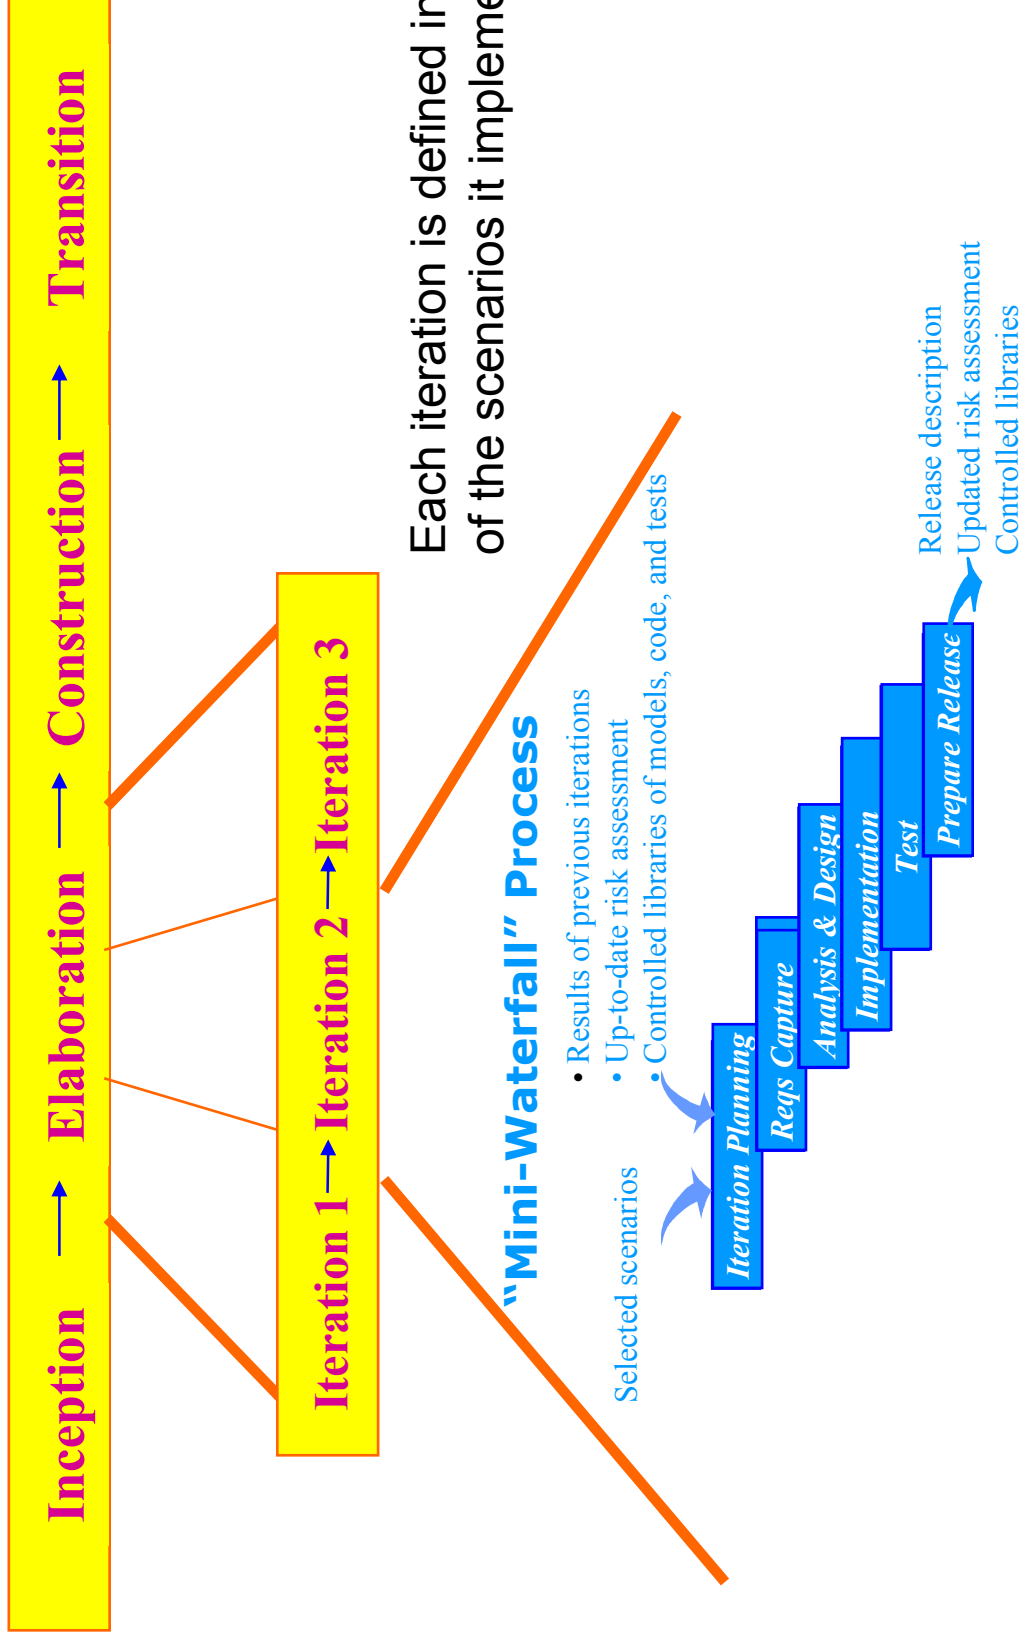 Inception Elaboration Construction Transition
Iteration 1 Iteration 2 Iteration 3
Each iteration is defined in
of the scenarios it impleme
“Mini-Waterfall” Process
• Results of previous iterations
• Up-to-date risk assessment
• Controlled libraries of models, code, and tests
Selected scenarios
Iteration Planning
Reqs Capture
Analysis & Design
Implementation
Test
Prepare Release
Release description
Updated risk assessment
Controlled libraries